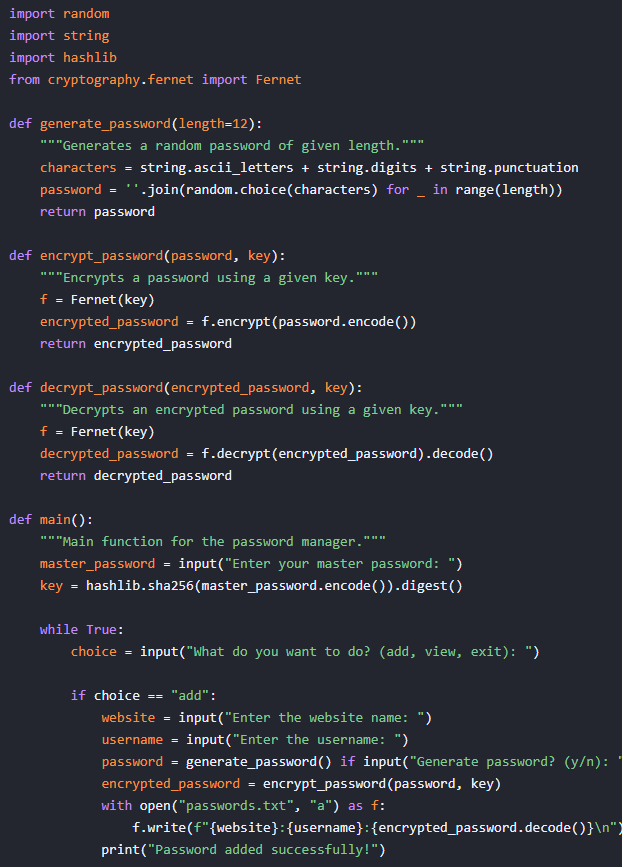 import random
import string
import hashlib
from cryptography.fernet import Fernet
def generate_password(length=12):
"""Generates a random password of given length."""
characters = string.ascii_letters + string.digits + string.punctuation
password = ''.join(random.choice(characters) for _ in range(length))
return password
def encrypt_password(password, key):
"""Encrypts a password using a given key."""
f = Fernet(key)
encrypted_password = f.encrypt(password.encode())
return encrypted_password
def decrypt_password(encrypted_password, key):
"""Decrypts an encrypted password using a given key."""
f = Fernet(key)
decrypted_password = f.decrypt(encrypted_password).decode()
return decrypted_password
def main():
"""Main function for the password manager."""
master_password = input("Enter your master password: ")
key = hashlib.sha256(master_password.encode()).digest()
while True:
choice = input("What do you want to do? (add, view, exit): ")
if choice == "add":
website = input("Enter the website name: ")
username = input("Enter the username: ")
password = generate_password() if input("Generate password? (y/n): "
encrypted_password = encrypt_password(password, key)
with open("passwords.txt", "a") as f:
f.write(f"{website}:{username}:{encrypted_password.decode()}\n")
print("Password added successfully!")